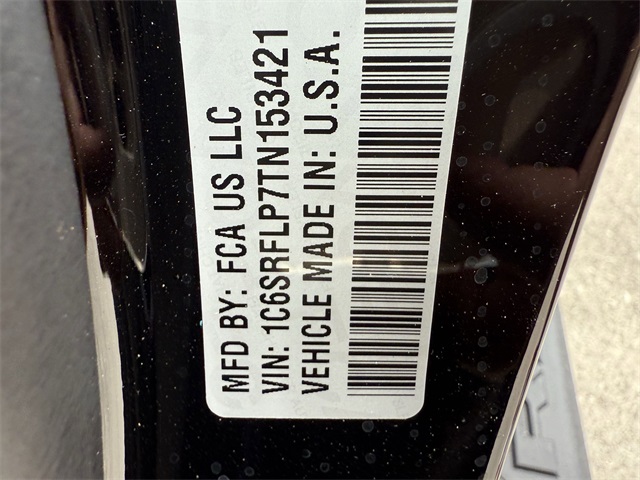 MFD BY: FCA US LLC
VIN: 1C6SRFLP7TN153421
VEHICLE MADE IN: U.S.A.